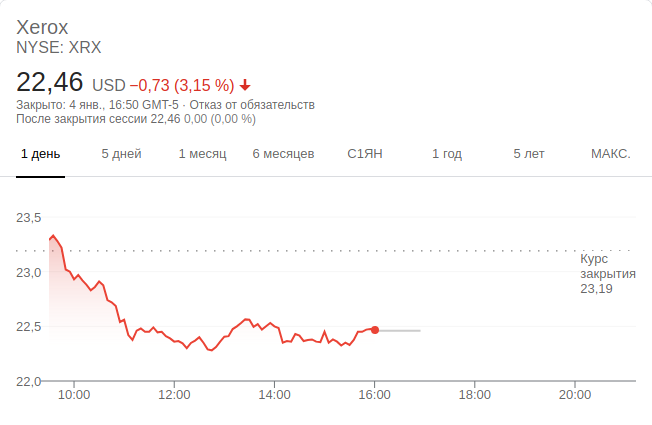 Xerox
NYSE: XRX
22,46 USD −0,73 (3,15 %)
Закрыто: 4 янв., 16:50 GMT-5 · Отказ от обязательств
После закрытия сессии 22,46 0,00 (0,00 %)
1 день 5 дней 1 месяц 6 месяцев С1ЯН 1 год 5 лет МАКС.
23,5
Курс
закрытия
23,19
23,0
22,5
22,0
10:00 12:00 14:00 16:00 18:00 20:00